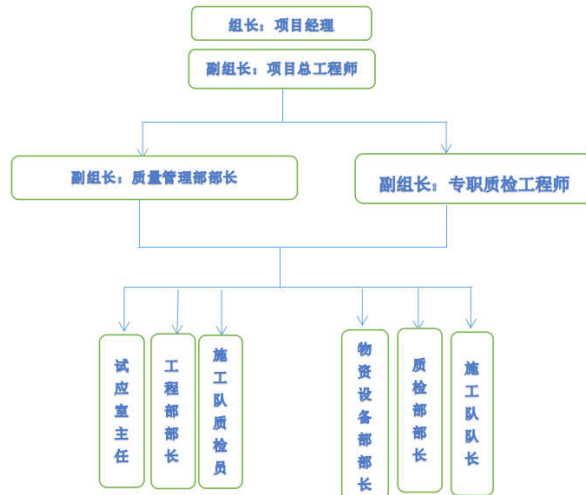 组长：项目经理
副组长：项目总工程师
副组长：质量管理部部长
副组长：专职质检工程师
试应室主任
工程部部长
施工队质检员
物资设备部部长
质检部部长
施工队队长